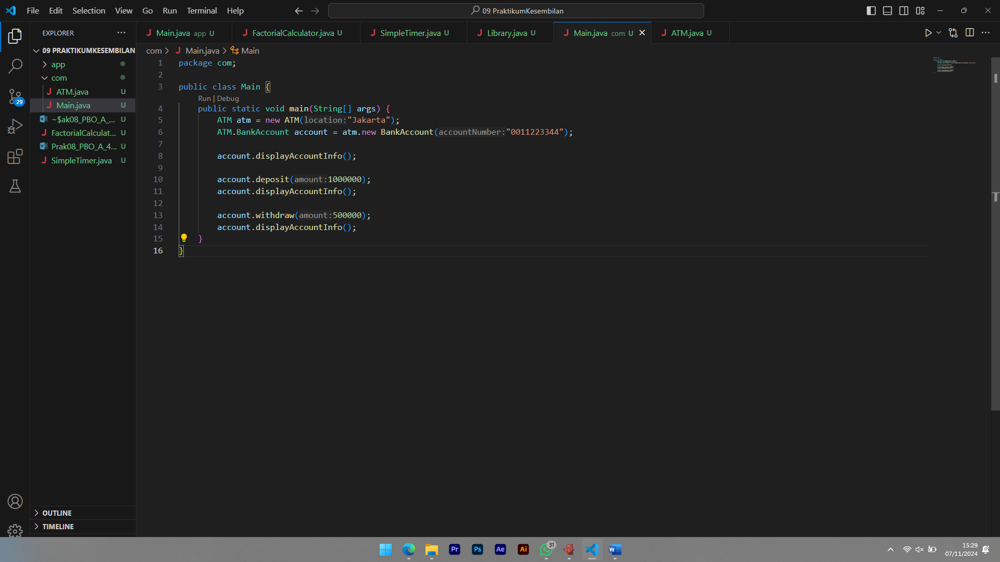 File Edit Selection View Go Run Terminal Help
09 PraktikumKesembilan
EXPLORER
Main.java app U
FactorialCalculator.java U
SimpleTimer.java U
Library.java U
Main.java com U
ATM.java U
09 PRAKTIKUMKESEMBILAN
app
com
ATM.java U
Main.java U
~$ak08_PBO_A_... U
FactorialCalculat... U
Prak08_PBO_A_4... U
SimpleTimer.java U
29
com > Main.java > Main
1 package com;
2
3 public class Main {
Run | Debug
4 public static void main(String[] args) {
5 ATM atm = new ATM(location:"Jakarta");
6 ATM.BankAccount account = atm.new BankAccount(accountNumber:"0011223344");
7
8 account.displayAccountInfo();
9
10 account.deposit(amount:1000000);
11 account.displayAccountInfo();
12
13 account.withdraw(amount:500000);
14 account.displayAccountInfo();
15 }
16 }
OUTLINE
TIMELINE
Pr Ps Ae Ai 31 W
15:29
07/11/2024